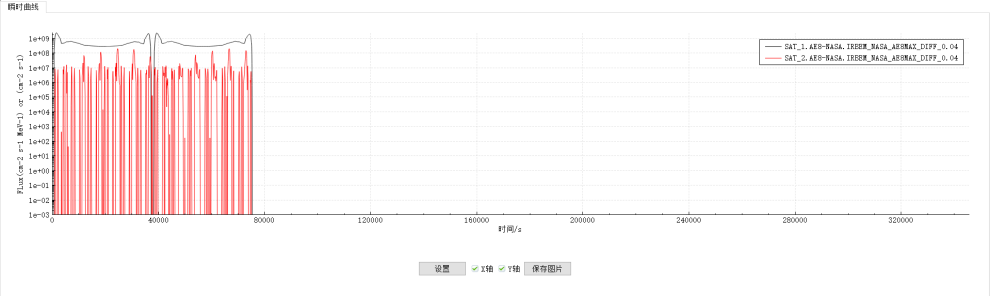 瞬时曲线
Flux(cm-2 s-1 MeV-1) or (cm-2 s-1)
1e+09
1e+08
1e+07
1e+06
1e+05
1e+04
1e+03
1e+02
1e+01
1e+00
1e-01
1e-02
1e-03
SAT_1.AE8-NASA.IRBEM_NASA_AE8MAX_DIFF_0.04
SAT_2.AE8-NASA.IRBEM_NASA_AE8MAX_DIFF_0.04
0 40000 80000 120000 160000 200000 240000 280000 320000
时间/s
设置 X轴 Y轴 保存图片